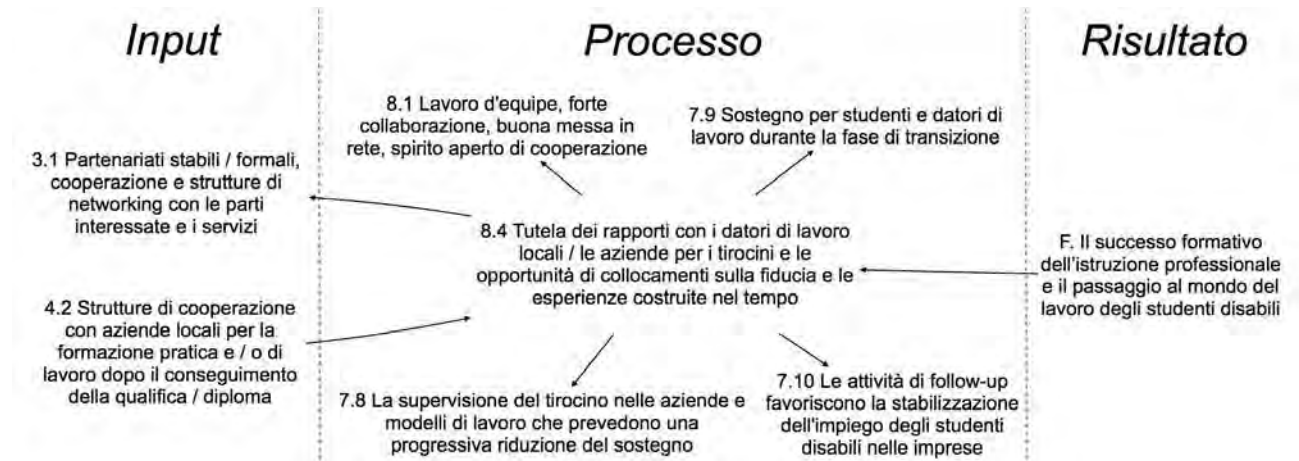 Input
Processo
Risultato
3.1 Partenariati stabili / formali,
cooperazione e strutture di
networking con le parti
interessate e i servizi
4.2 Strutture di cooperazione
con aziende locali per la
formazione pratica e / o di
lavoro dopo il conseguimento
della qualifica / diploma
8.1 Lavoro d'equipe, forte
collaborazione, buona messa in
rete, spirito aperto di cooperazione
7.9 Sostegno per studenti e datori di
lavoro durante la fase di transizione
8.4 Tutela dei rapporti con i datori di lavoro
locali / le aziende per i tirocini e le
opportunità di collocamenti sulla fiducia e le
esperienze costruite nel tempo
7.8 La supervisione del tirocino nelle aziende e
modelli di lavoro che prevedono una
progressiva riduzione del sostegno
7.10 Le attività di follow-up
favoriscono la stabilizzazione
dell'impiego degli studenti
disabili nelle imprese
F. Il successo formativo
dell'istruzione professionale
e il passaggio al mondo del
lavoro degli studenti disabili